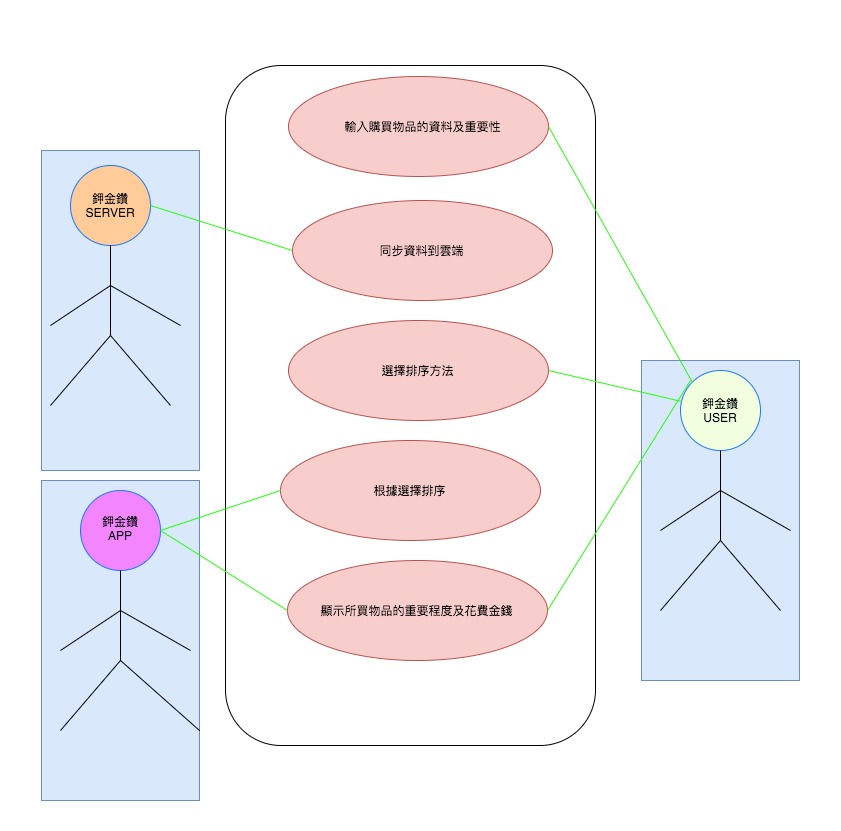 輸入購買物品的資料及重要性
鉀金鑽
SERVER
同步資料到雲端
選擇排序方法
鉀金鑽
USER
根據選擇排序
鉀金鑽
APP
顯示所買物品的重要程度及花費金錢